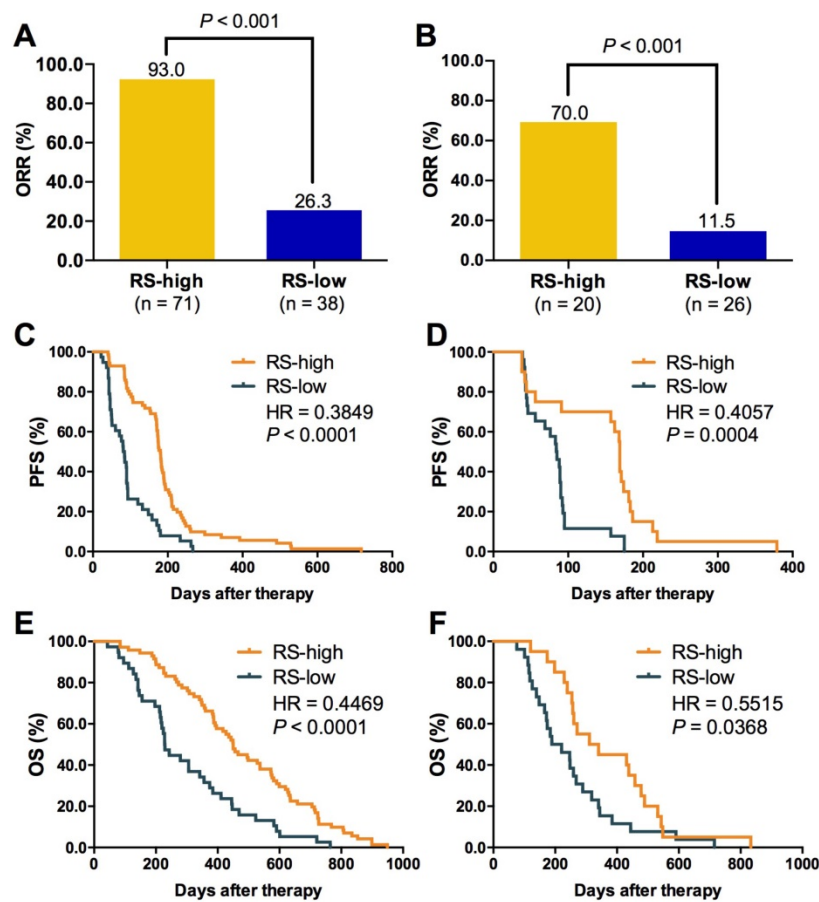 A
P < 0.001
100.0
93.0
80.0
60.0
40.0
26.3
20.0
0.0
ORR (%)
RS-high
(n = 71)
RS-low
(n = 38)
B
P < 0.001
100.0
80.0
70.0
60.0
40.0
20.0
11.5
0.0
ORR (%)
RS-high
(n = 20)
RS-low
(n = 26)
C
100.0
80.0
60.0
40.0
20.0
0.0
PFS (%)
RS-high
RS-low
HR = 0.3849
P < 0.0001
0 200 400 600 800
Days after therapy
D
100.0
80.0
60.0
40.0
20.0
0.0
PFS (%)
RS-high
RS-low
HR = 0.4057
P = 0.0004
0 100 200 300 400
Days after therapy
E
100.0
80.0
60.0
40.0
20.0
0.0
OS (%)
RS-high
RS-low
HR = 0.4469
P < 0.0001
0 200 400 600 800 1000
Days after therapy
F
100.0
80.0
60.0
40.0
20.0
0.0
OS (%)
RS-high
RS-low
HR = 0.5515
P = 0.0368
0 200 400 600 800 1000
Days after therapy